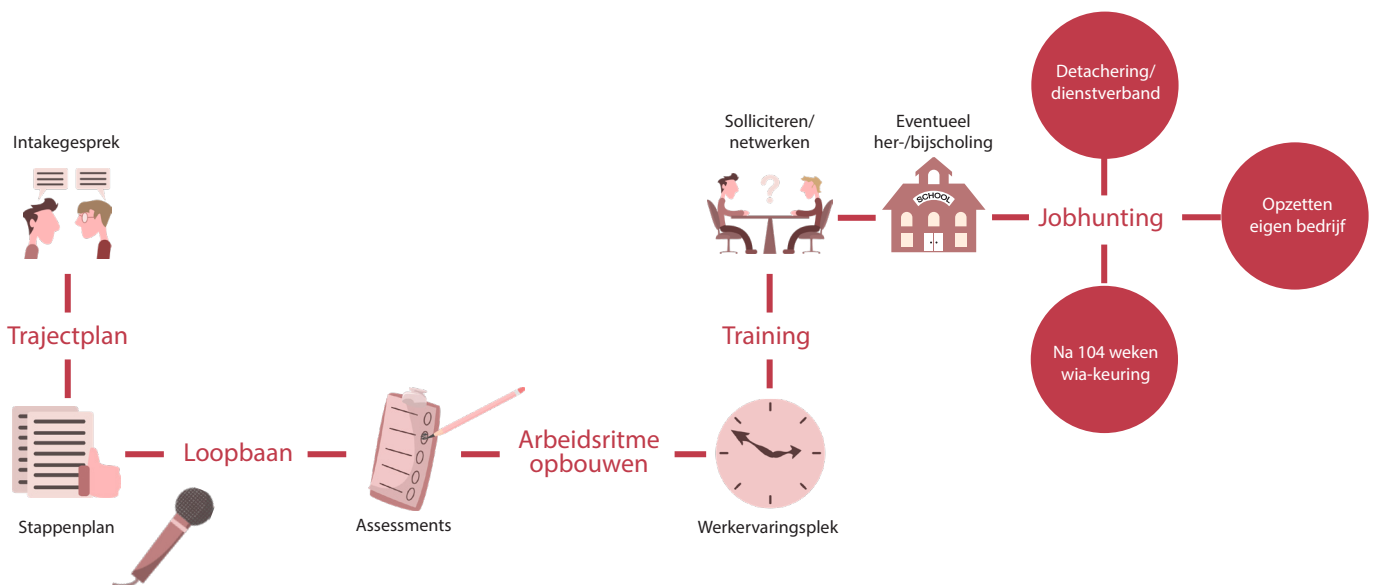 Intakegesprek
Trajectplan
Stappenplan
Loopbaan
Assessments
Arbeidsritme
opbouwen
Werkervaringsplek
Training
Solliciteren/
netwerken
Eventueel
her-/bijscholing
SCHOOL
Jobhunting
Detachering/
dienstverband
Opzetten
eigen bedrijf
Na 104 weken
wia-keuring